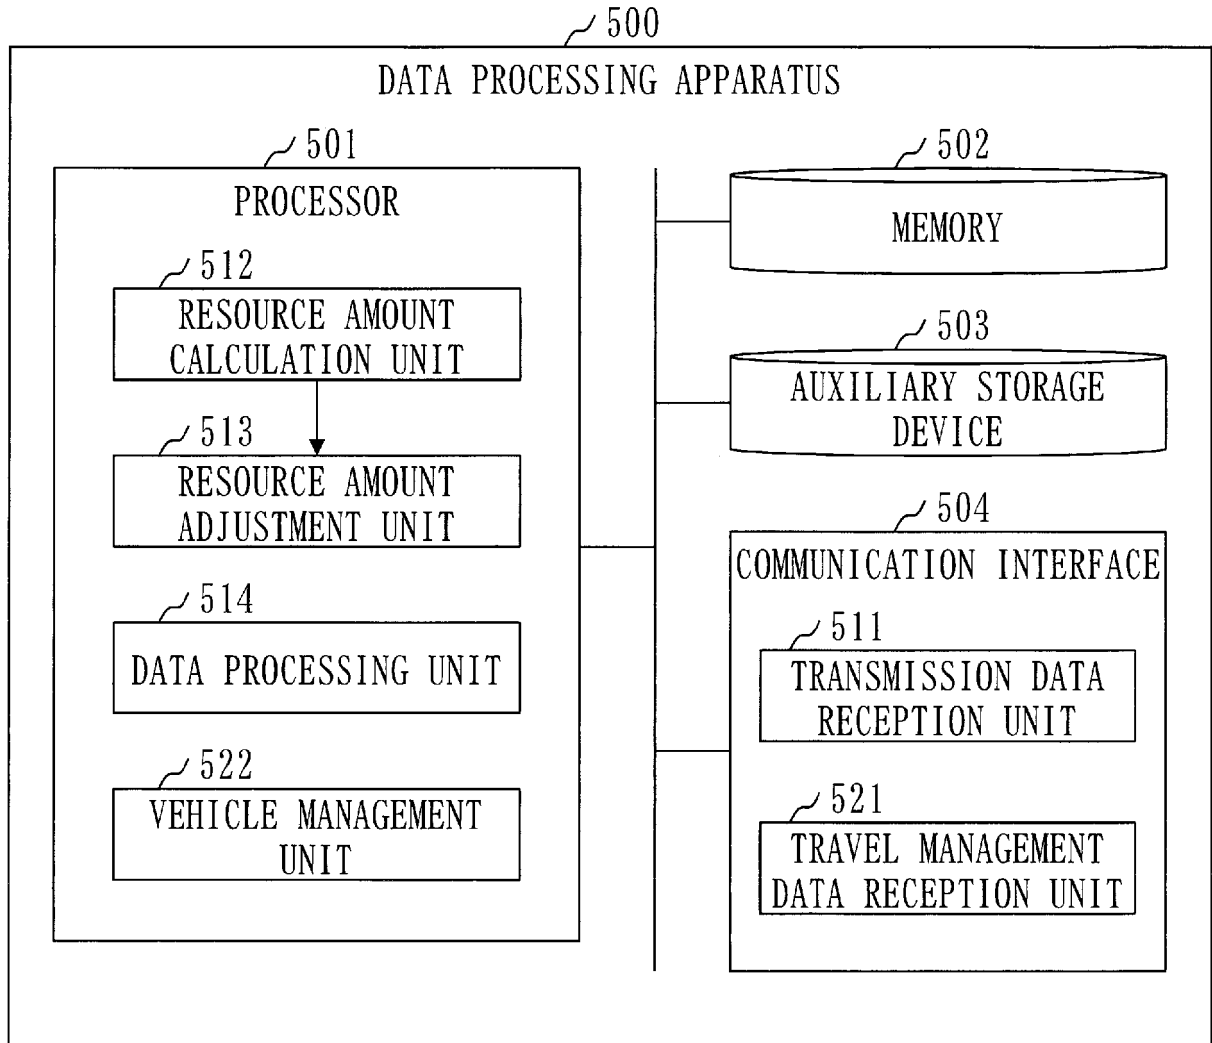 500
DATA PROCESSING APPARATUS
501
PROCESSOR
512
RESOURCE AMOUNT
CALCULATION UNIT
513
RESOURCE AMOUNT
ADJUSTMENT UNIT
514
DATA PROCESSING UNIT
522
VEHICLE MANAGEMENT
UNIT
502
MEMORY
503
AUXILIARY STORAGE
DEVICE
504
COMMUNICATION INTERFACE
511
TRANSMISSION DATA
RECEPTION UNIT
521
TRAVEL MANAGEMENT
DATA RECEPTION UNIT